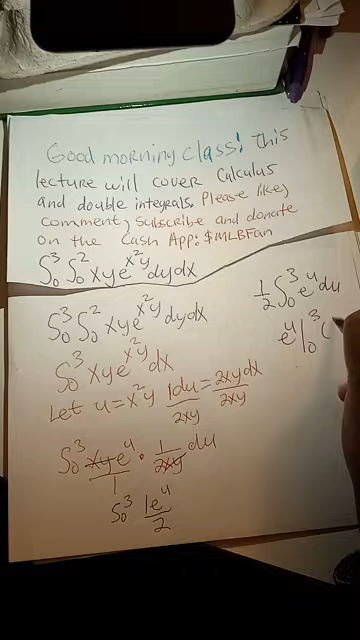 Good morning class! This
lecture will cover Calculus
and double integrals. Please like,
comment, subscribe and donate
on the Cash App: $MLBFan
∫₀³ ∫₀² xye^(x²y) dydx
∫₀³ ∫₀² xye^(x²y) dydx
∫₀³ xye^(x²y) dx
Let u = x²y 1du/2xy = 2xydx/2xy
∫₀³ xye^u/1 · 1/2xy du
∫₀³ 1e^u/2
1/2 ∫₀³ e^u du
e^u |₀³ (